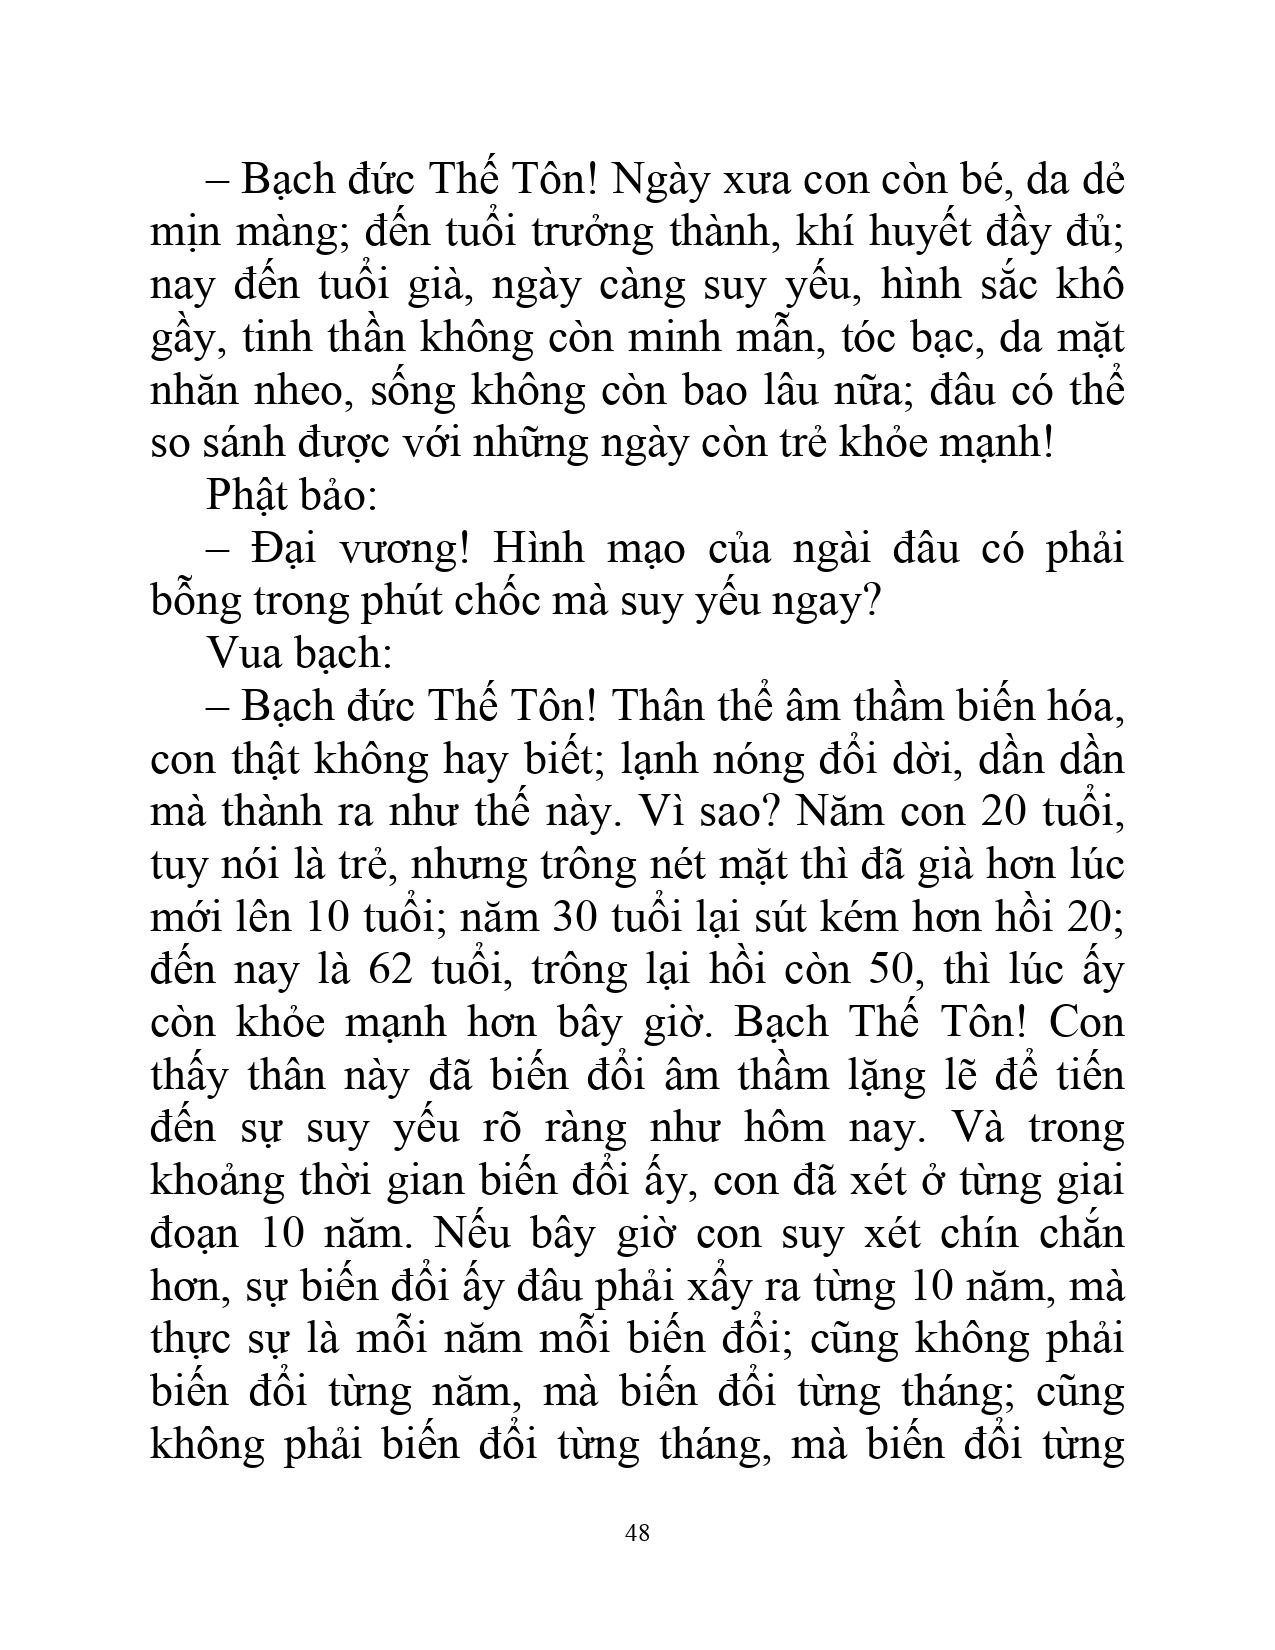 – Bạch đức Thế Tôn! Ngày xưa con còn bé, da dẻ
mịn màng; đến tuổi trưởng thành, khí huyết đầy đủ;
nay đến tuổi già, ngày càng suy yếu, hình sắc khô
gầy, tinh thần không còn minh mẫn, tóc bạc, da mặt
nhăn nheo, sống không còn bao lâu nữa; đâu có thể
so sánh được với những ngày còn trẻ khỏe mạnh!
Phật bảo:
– Đại vương! Hình mạo của ngài đâu có phải
bỗng trong phút chốc mà suy yếu ngay?
Vua bạch:
– Bạch đức Thế Tôn! Thân thể âm thầm biến hóa,
con thật không hay biết; lạnh nóng đổi dời, dần dần
mà thành ra như thế này. Vì sao? Năm con 20 tuổi,
tuy nói là trẻ, nhưng trông nét mặt thì đã già hơn lúc
mới lên 10 tuổi; năm 30 tuổi lại sút kém hơn hồi 20;
đến nay là 62 tuổi, trông lại hồi còn 50, thì lúc ấy
còn khỏe mạnh hơn bây giờ. Bạch Thế Tôn! Con
thấy thân này đã biến đổi âm thầm lặng lẽ để tiến
đến sự suy yếu rõ ràng như hôm nay. Và trong
khoảng thời gian biến đổi ấy, con đã xét ở từng giai
đoạn 10 năm. Nếu bây giờ con suy xét chín chắn
hơn, sự biến đổi ấy đâu phải xẩy ra từng 10 năm, mà
thực sự là mỗi năm mỗi biến đổi; cũng không phải
biến đổi từng năm, mà biến đổi từng tháng; cũng
không phải biến đổi từng tháng, mà biến đổi từng
48